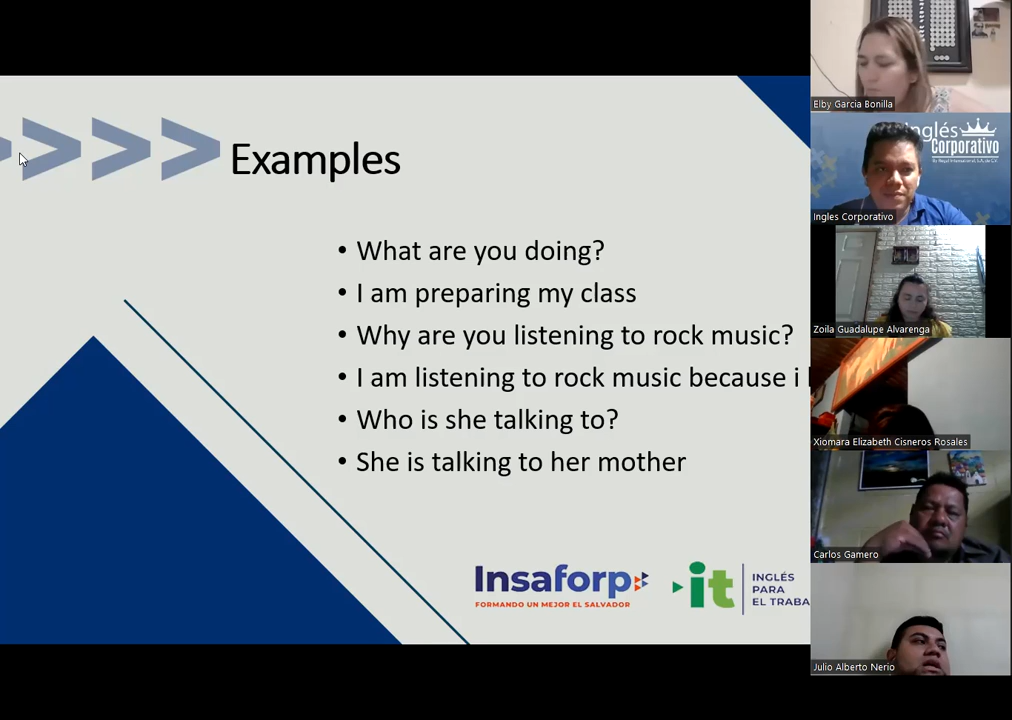 Examples
• What are you doing?
• I am preparing my class
• Why are you listening to rock music?
• I am listening to rock music because i
• Who is she talking to?
• She is talking to her mother
Insaforp
FORMANDO UN MEJOR EL SALVADOR
it
INGLÉS
PARA
EL TRABA
Elby Garcia Bonilla
Inglés
Corporativo
Ingles Corporativo
Zoila Guadalupe Alvarenga
Xiomara Elizabeth Cisneros Rosales
Carlos Gamero
Julio Alberto Nerio